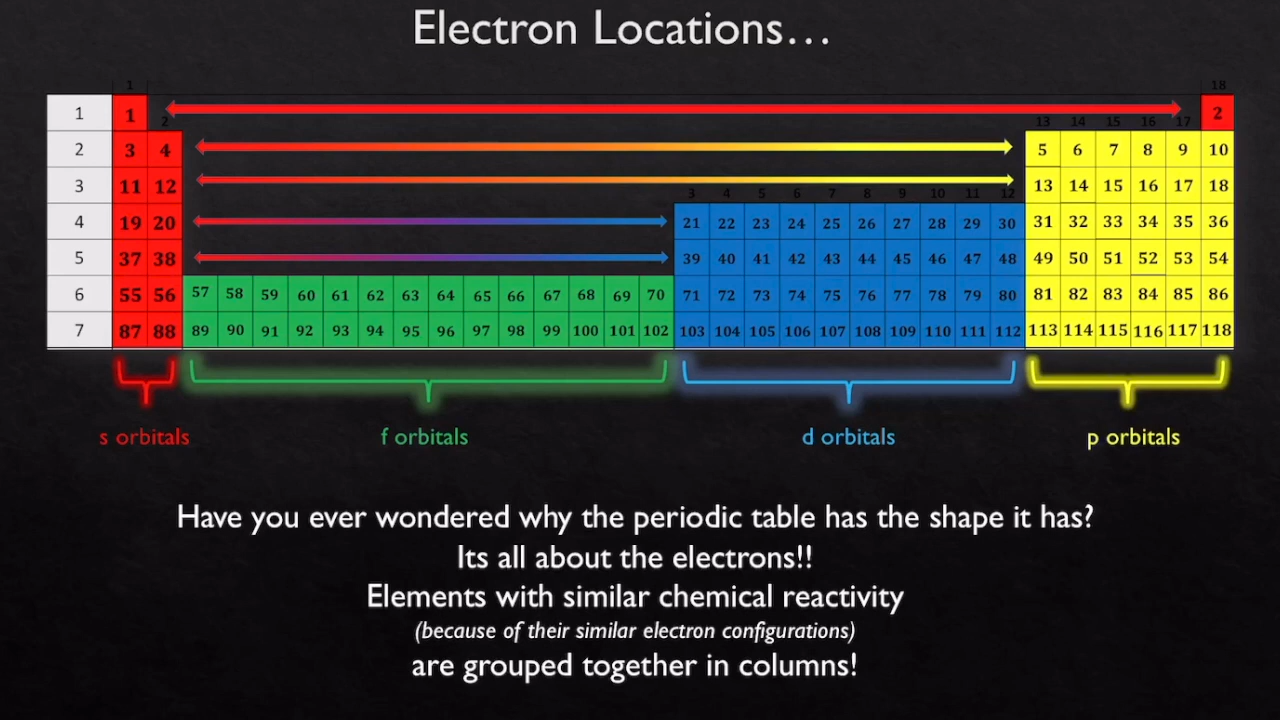 Electron Locations…
1 18
1 1 2
2 13 14 15 16 17
2 3 4 5 6 7 8 9 10
3 11 12 13 14 15 16 17 18
3 4 5 6 7 8 9 10 11 12
4 19 20 21 22 23 24 25 26 27 28 29 30 31 32 33 34 35 36
5 37 38 39 40 41 42 43 44 45 46 47 48 49 50 51 52 53 54
6 55 56 57 58 59 60 61 62 63 64 65 66 67 68 69 70 71 72 73 74 75 76 77 78 79 80 81 82 83 84 85 86
7 87 88 89 90 91 92 93 94 95 96 97 98 99 100 101 102 103 104 105 106 107 108 109 110 111 112 113 114 115 116 117 118
s orbitals f orbitals d orbitals p orbitals
Have you ever wondered why the periodic table has the shape it has?
Its all about the electrons!!
Elements with similar chemical reactivity
(because of their similar electron configurations)
are grouped together in columns!